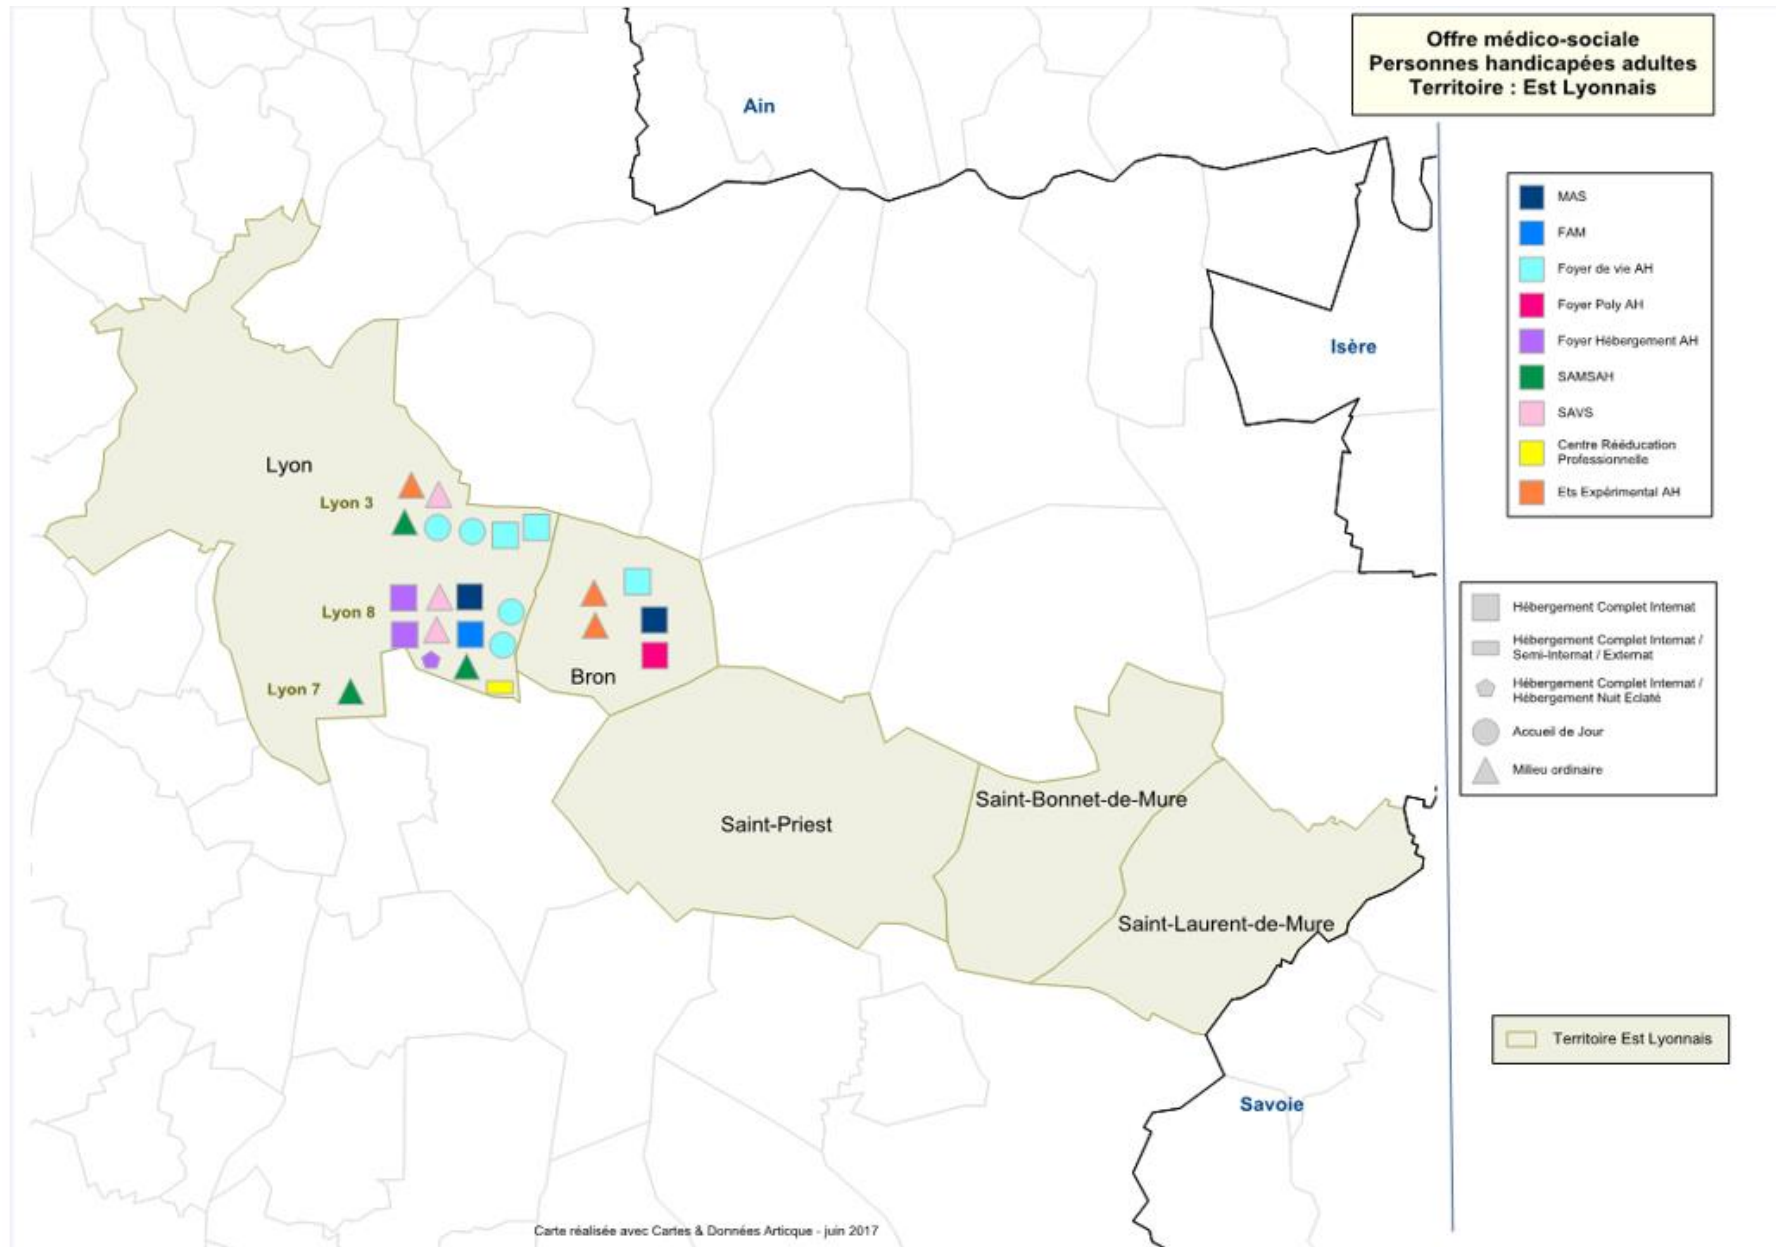 Offre médico-sociale
Personnes handicapées adultes
Territoire : Est Lyonnais
Ain
MAS
FAM
Foyer de vie AH
Foyer Poly AH
Foyer Hébergement AH
SAMSAH
SAVS
Centre Rééducation
Professionnelle
Ets Expérimental AH
Isère
Lyon
Lyon 3
Lyon 8
Lyon 7
Bron
Hébergement Complet Internat
Hébergement Complet Internat /
Semi-Internat / Externat
Hébergement Complet Internat /
Hébergement Nuit Eclaté
Accueil de Jour
Milieu ordinaire
Saint-Priest
Saint-Bonnet-de-Mure
Saint-Laurent-de-Mure
Territoire Est Lyonnais
Savoie
Carte réalisée avec Cartes & Données Articque - juin 2017